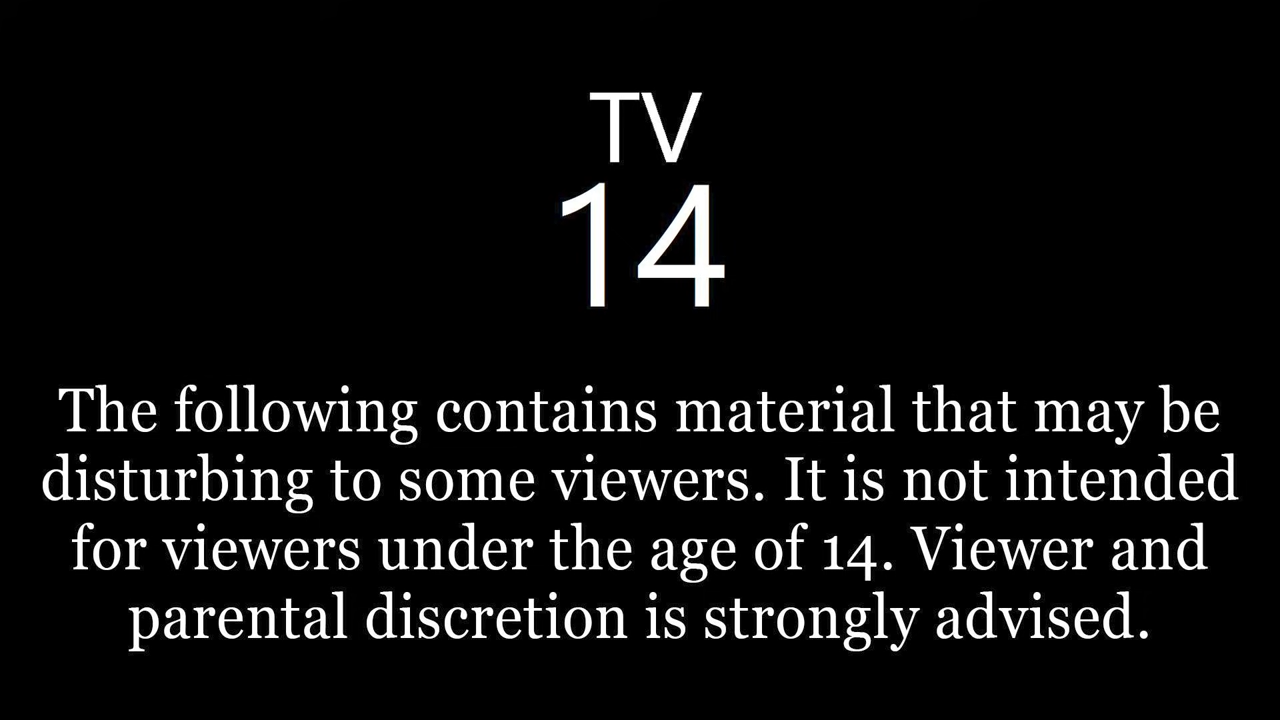 TV
14
The following contains material that may be
disturbing to some viewers. It is not intended
for viewers under the age of 14. Viewer and
parental discretion is strongly advised.